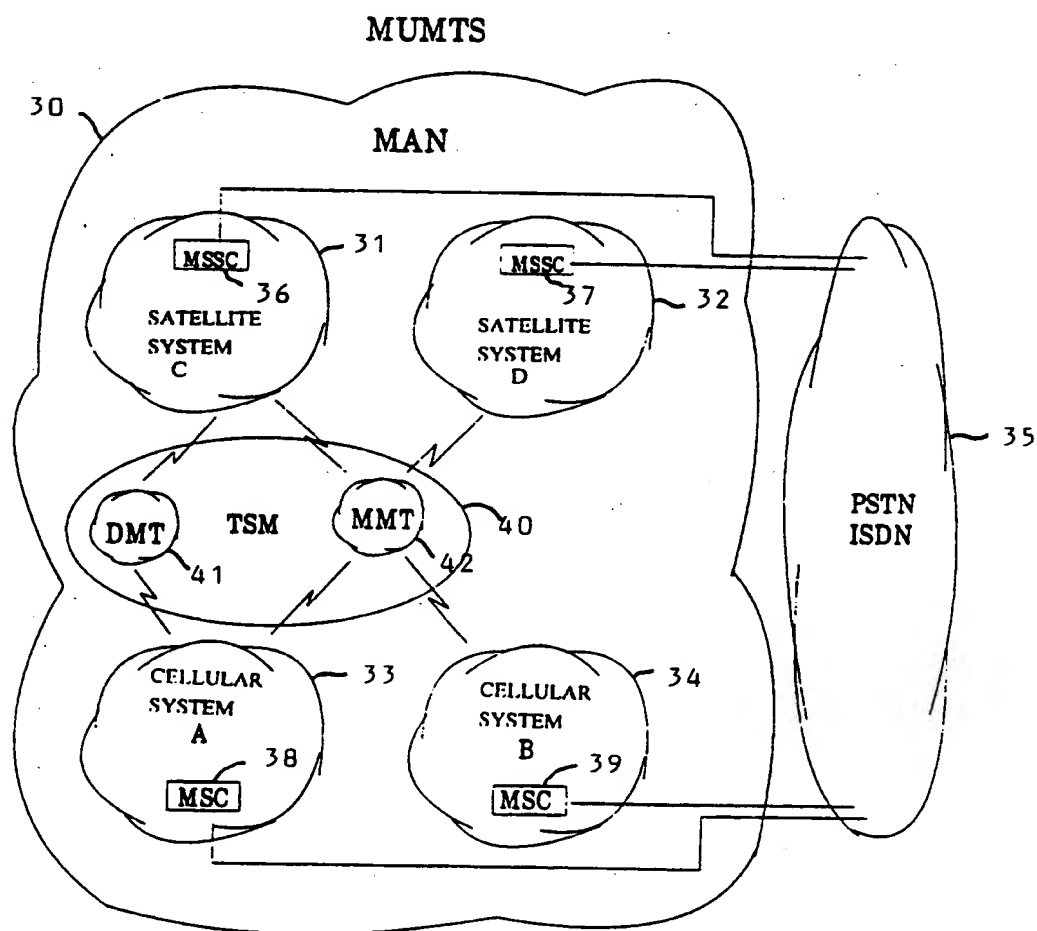 MUMTS
30
MAN
MSSC
36
31
SATELLITE
SYSTEM
C
MSSC
37
32
SATELLITE
SYSTEM
D
35
PSTN
ISDN
DMT
41
TSM
MMT
42
40
CELLULAR
SYSTEM
A
33
38
MSC
CELLULAR
SYSTEM
B
34
39
MSC